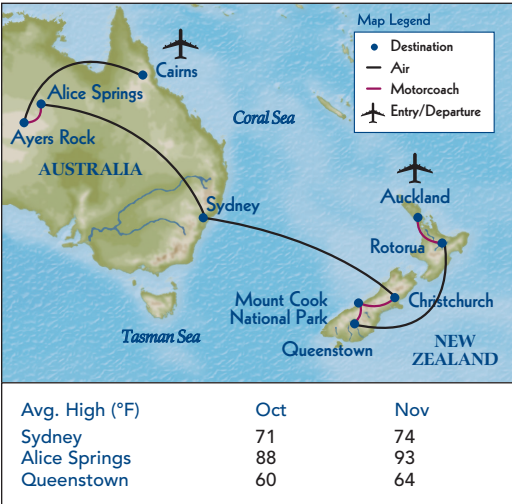 Map Legend
Destination
Air
Motorcoach
Entry/Departure
Cairns
Alice Springs
Coral Sea
Ayers Rock
AUSTRALIA
Auckland
Sydney
Rotorua
Mount Cook
National Park
Christchurch
Tasman Sea
Queenstown
NEW
ZEALAND
Avg. High (°F) Oct Nov
Sydney 71 74
Alice Springs 88 93
Queenstown 60 64